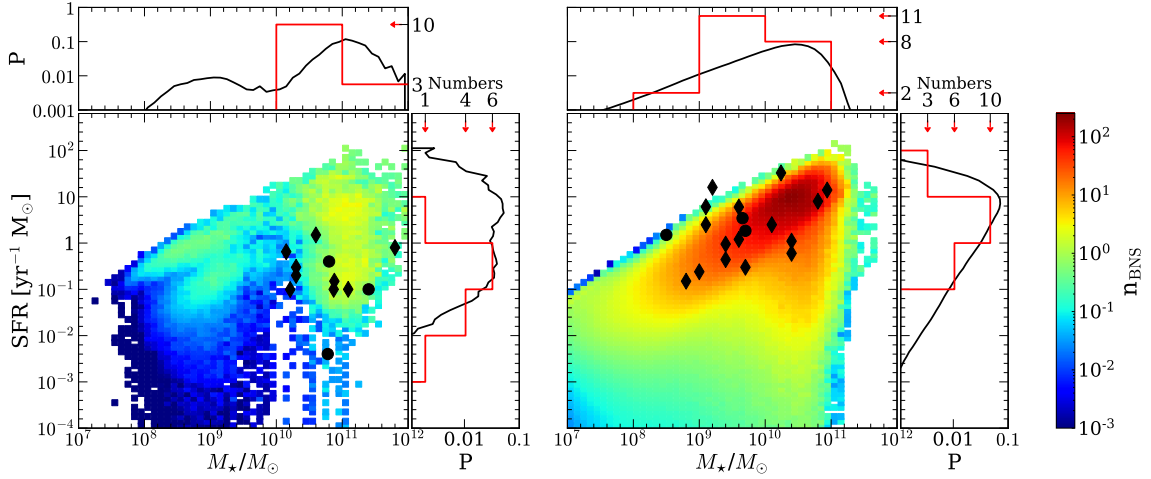 1
0.1
0.01
0.001
P
10
3
Numbers
1 4 6
11
8
2
Numbers
3 6 10
10²
10
1
10⁻¹
10⁻²
10⁻³
10⁻⁴
SFR [yr⁻¹ M⊙]
10⁷ 10⁸ 10⁹ 10¹⁰ 10¹¹ 12
M⋆/M⊙
0.01 0.1
P
10⁷ 10⁸ 10⁹ 10¹⁰ 10¹¹ 12
M⋆/M⊙
0.01 0.1
P
10²
10¹
10⁰
10⁻¹
10⁻²
10⁻³
n_BNS